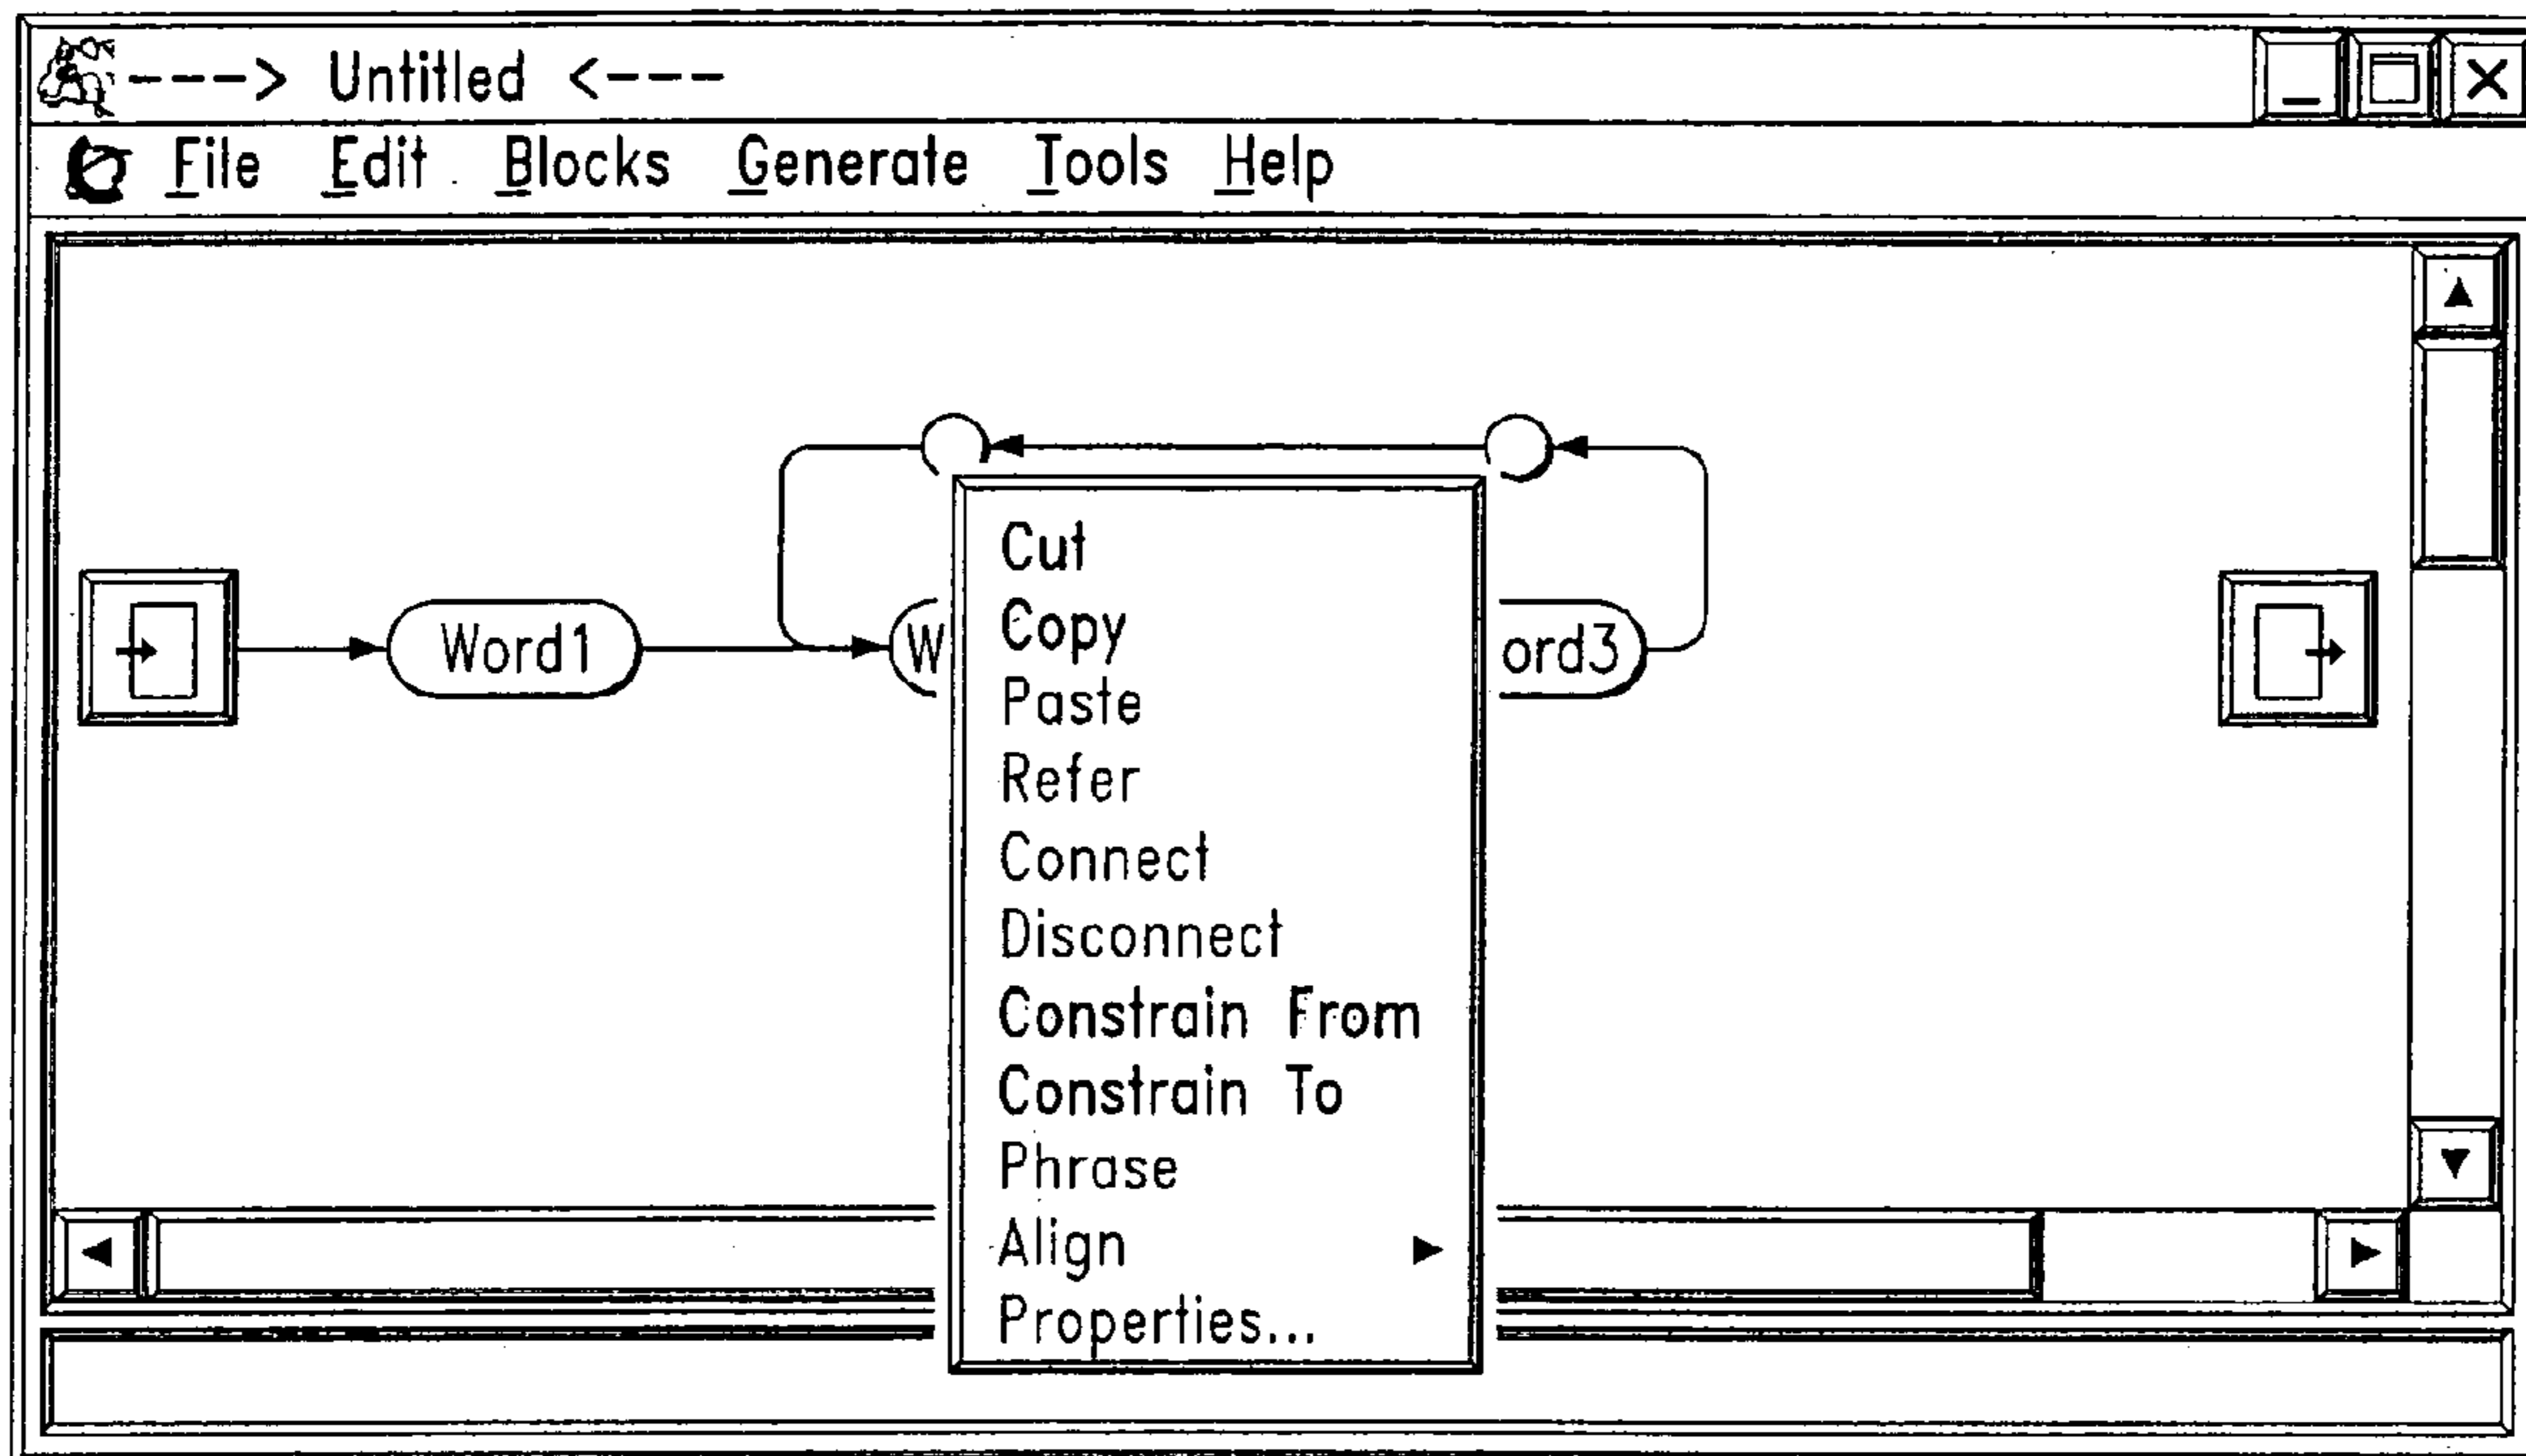 ---> Untitled <---
File Edit Blocks Generate Tools Help
Word1 W ord3
Cut
Copy
Paste
Refer
Connect
Disconnect
Constrain From
Constrain To
Phrase
Align
Properties...